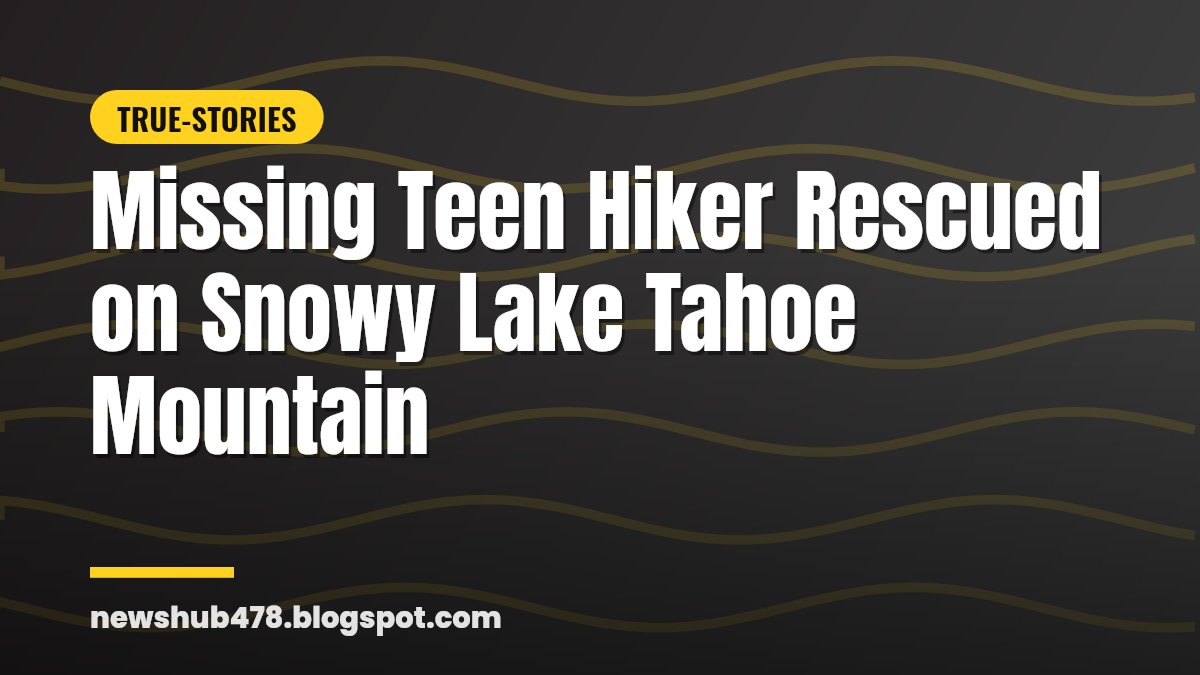 TRUE-STORIES
Missing Teen Hiker Rescued
on Snowy Lake Tahoe
Mountain
newshub478.blogspot.com